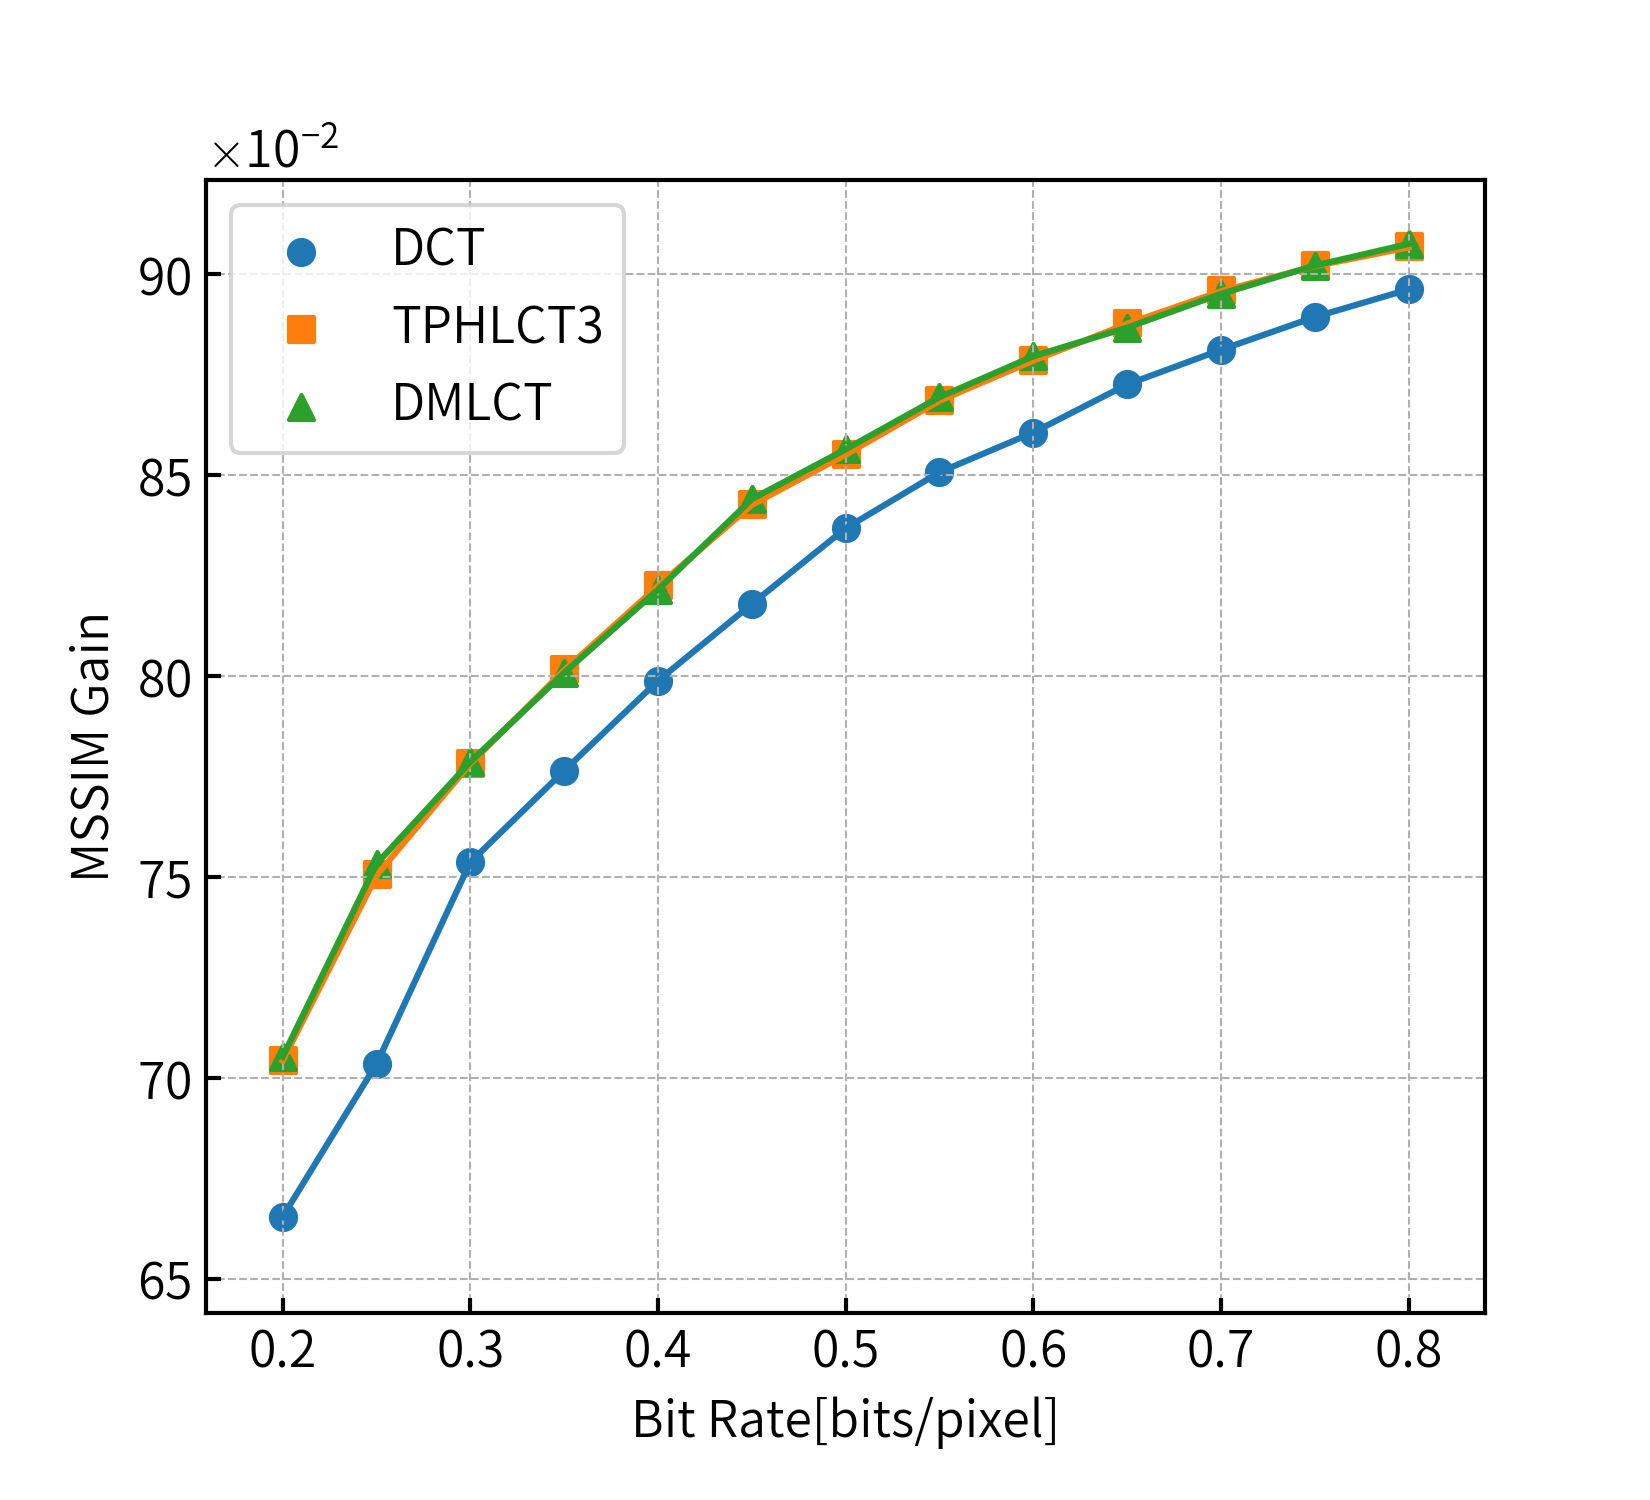 ×10⁻²
DCT
TPHLCT3
DMLCT
90
85
80
75
70
65
MSSIM Gain
0.2 0.3 0.4 0.5 0.6 0.7 0.8
Bit Rate[bits/pixel]